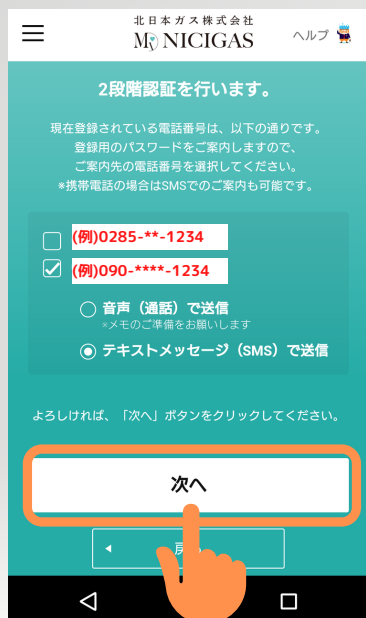 北日本ガス株式会社
My NICIGAS
ヘルプ
2段階認証を行います。
現在登録されている電話番号は、以下の通りです。
登録用のパスワードをご案内しますので、
ご案内先の電話番号を選択してください。
*携帯電話の場合はSMSでのご案内も可能です。
(例)0285-**-1234
(例)090-****-1234
音声（通話）で送信
*メモのご準備をお願いします
テキストメッセージ（SMS）で送信
よろしければ、「次へ」ボタンをクリックしてください。
次へ